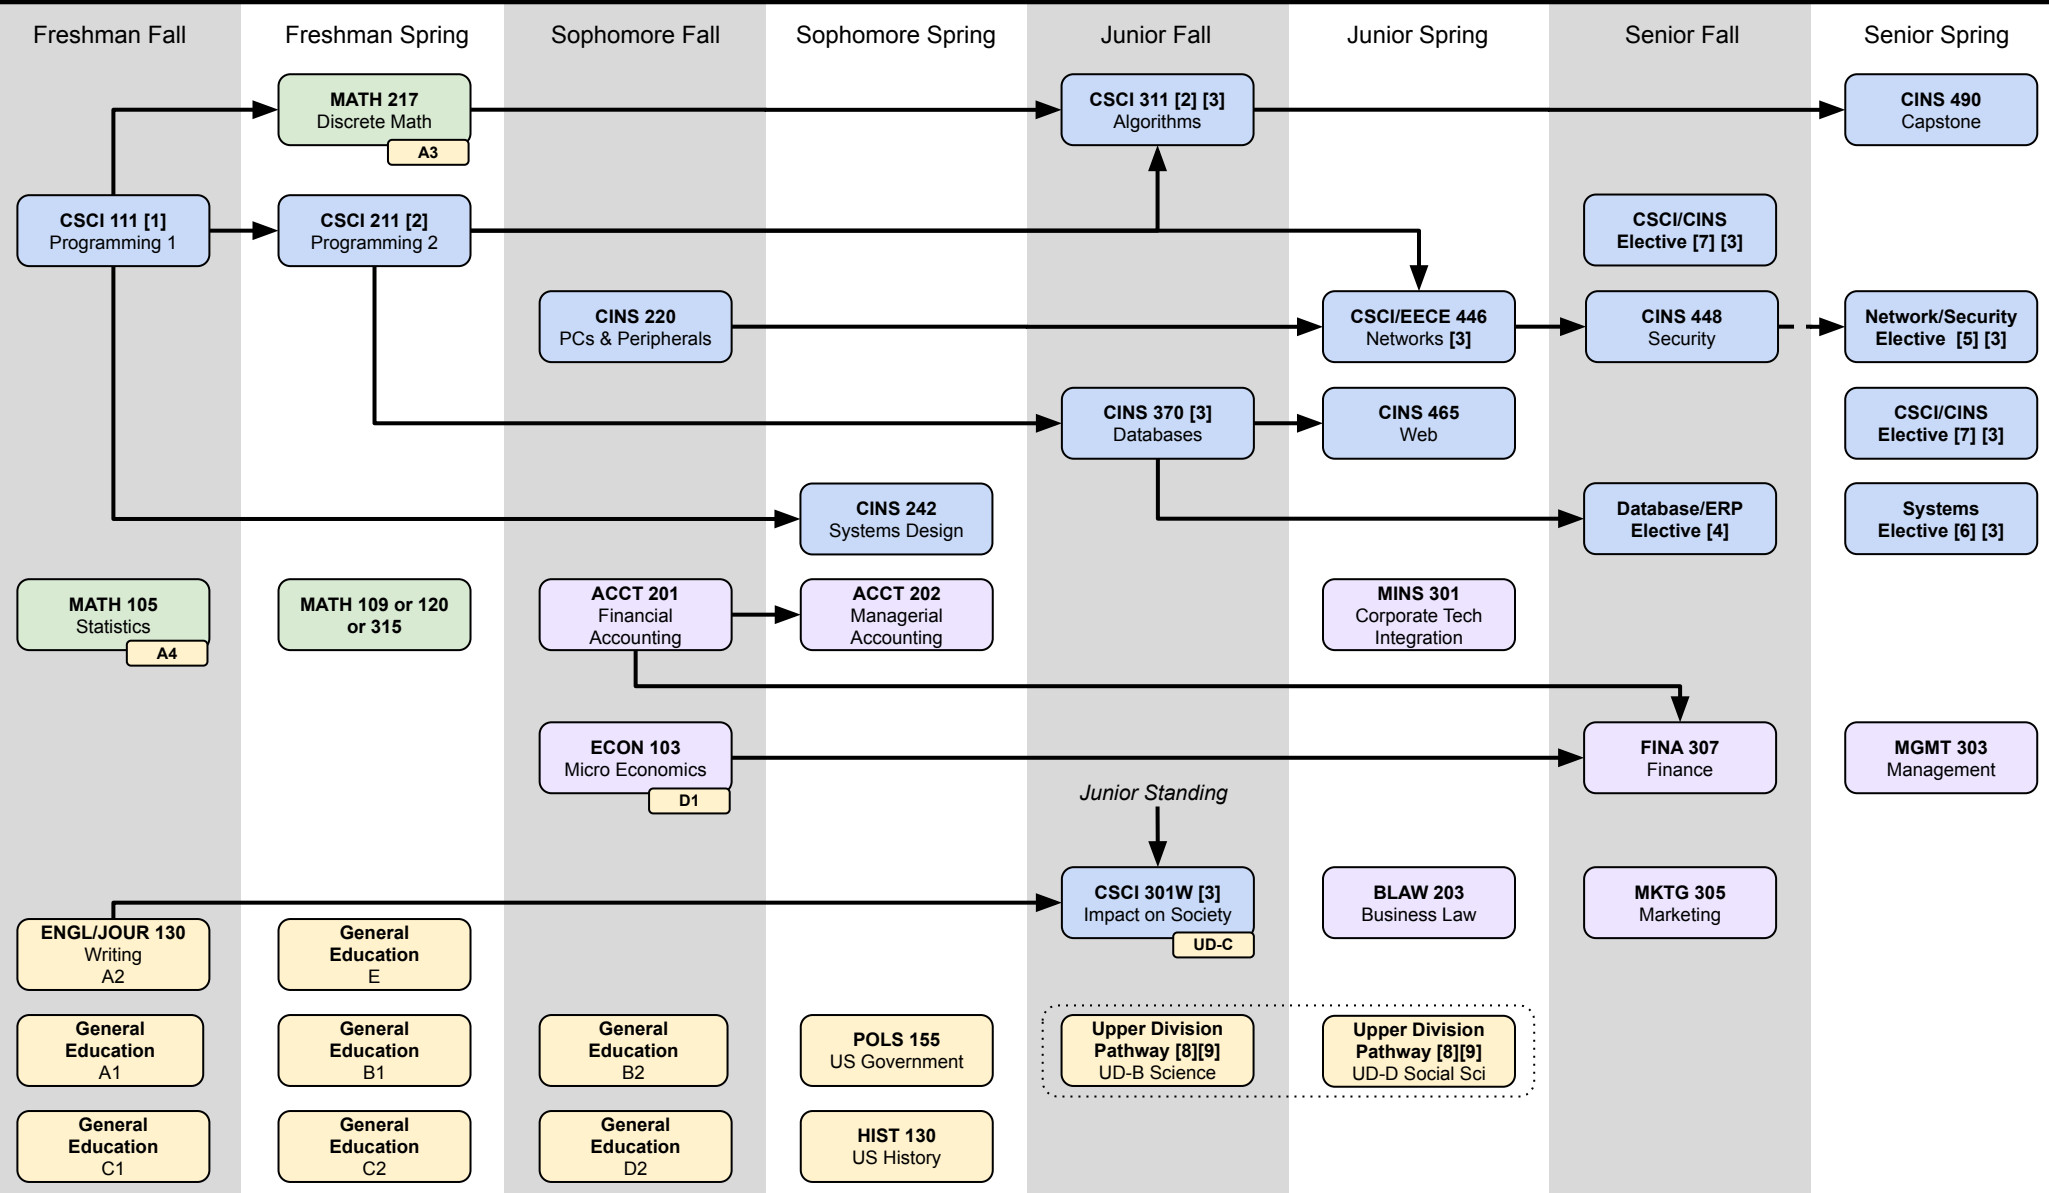 Freshman Fall
Freshman Spring
Sophomore Fall
Sophomore Spring
Junior Fall
Junior Spring
Senior Fall
Senior Spring
MATH 217
Discrete Math
A3
CSCI 311 [2] [3]
Algorithms
CINS 490
Capstone
CSCI 111 [1]
Programming 1
CSCI 211 [2]
Programming 2
CSCI/CINS
Elective [7] [3]
CINS 220
PCs & Peripherals
CSCI/EECE 446
Networks [3]
CINS 448
Security
Network/Security
Elective [5] [3]
CINS 370 [3]
Databases
CINS 465
Web
CSCI/CINS
Elective [7] [3]
CINS 242
Systems Design
Database/ERP
Elective [4]
Systems
Elective [6] [3]
MATH 105
Statistics
A4
MATH 109 or 120
or 315
ACCT 201
Financial
Accounting
ACCT 202
Managerial
Accounting
MINS 301
Corporate Tech
Integration
ECON 103
Micro Economics
D1
FINA 307
Finance
MGMT 303
Management
Junior Standing
CSCI 301W [3]
Impact on Society
UD-C
BLAW 203
Business Law
MKTG 305
Marketing
ENGL/JOUR 130
Writing
A2
General
Education
E
General
Education
A1
General
Education
B1
General
Education
B2
POLS 155
US Government
Upper Division
Pathway [8][9]
UD-B Science
Upper Division
Pathway [8][9]
UD-D Social Sci
General
Education
C1
General
Education
C2
General
Education
D2
HIST 130
US History